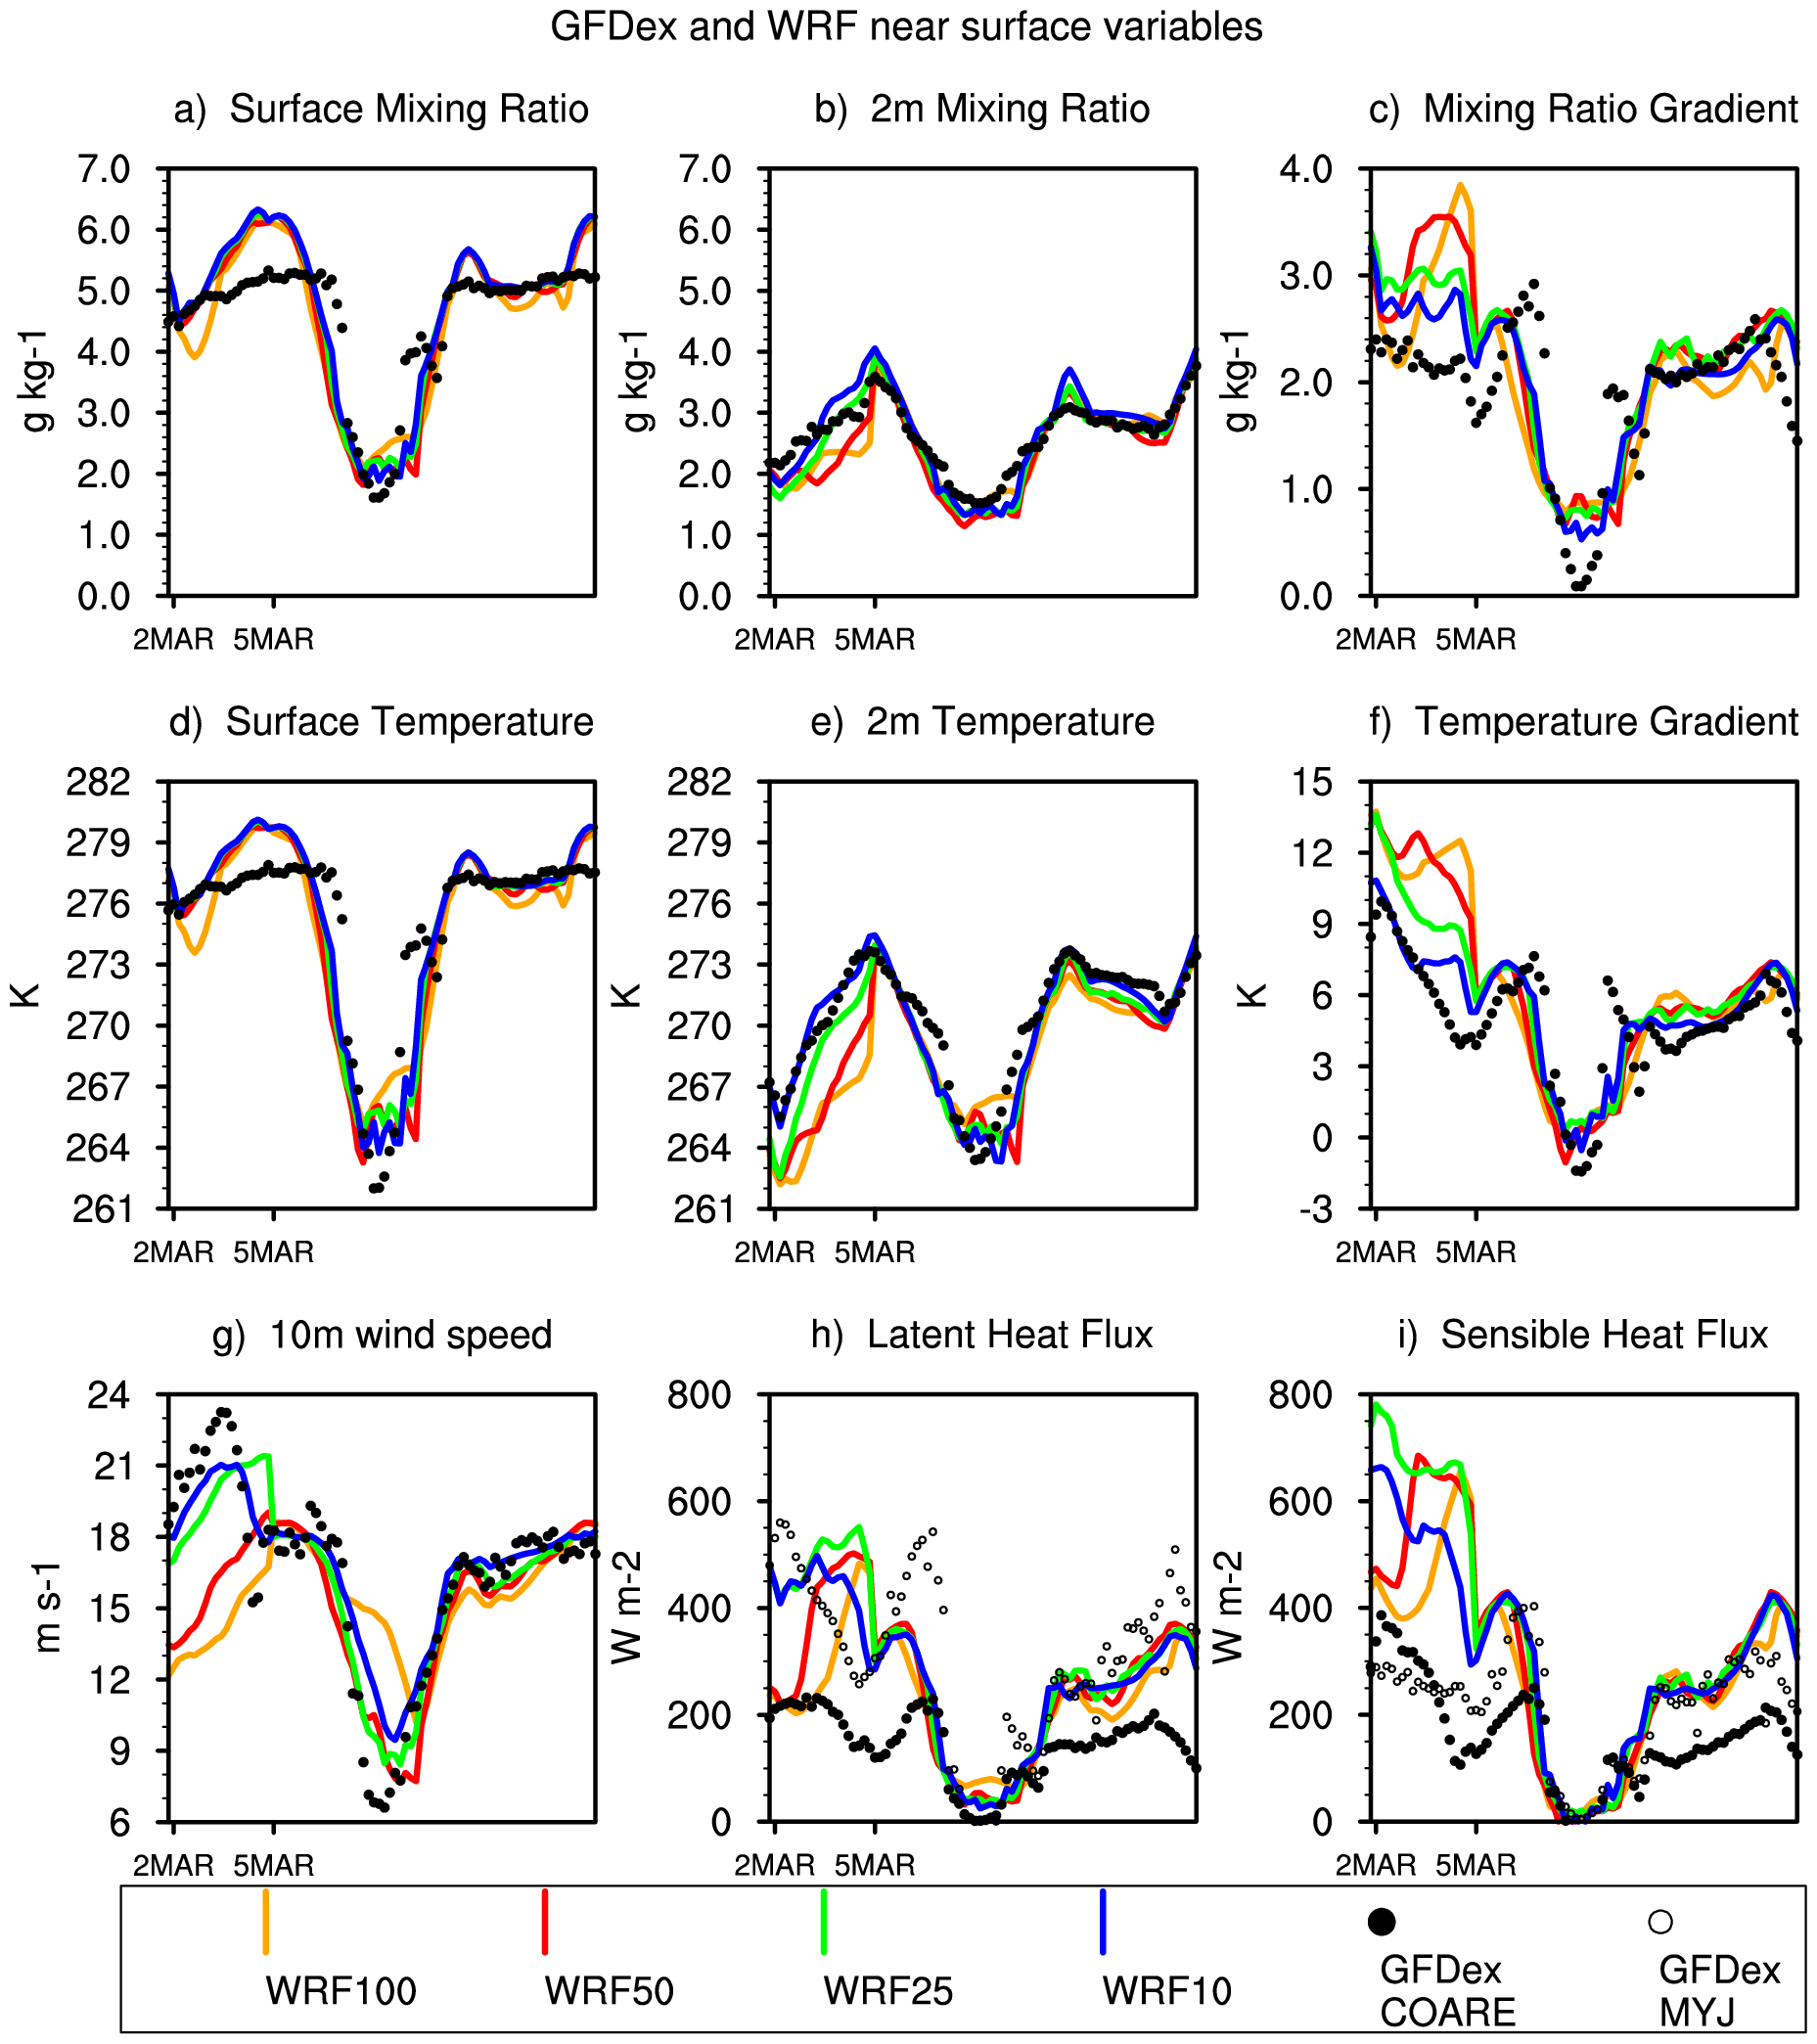 GFDex and WRF near surface variables
a) Surface Mixing Ratio
b) 2m Mixing Ratio
c) Mixing Ratio Gradient
7.0
6.0
5.0
4.0
3.0
2.0
1.0
0.0
g kg-1
2MAR 5MAR
7.0
6.0
5.0
4.0
3.0
2.0
1.0
0.0
g kg-1
2MAR 5MAR
4.0
3.0
2.0
1.0
0.0
g kg-1
2MAR 5MAR
d) Surface Temperature
e) 2m Temperature
f) Temperature Gradient
282
279
276
273
270
267
264
261
K
2MAR 5MAR
282
279
276
273
270
267
264
261
K
2MAR 5MAR
15
12
9
6
3
0
-3
K
2MAR 5MAR
g) 10m wind speed
h) Latent Heat Flux
i) Sensible Heat Flux
24
21
18
15
12
9
6
m s-1
2MAR 5MAR
800
600
400
200
0
W m-2
2MAR 5MAR
800
600
400
200
0
W m-2
2MAR 5MAR
WRF100
WRF50
WRF25
WRF10
GFDex
COARE
GFDex
MYJ